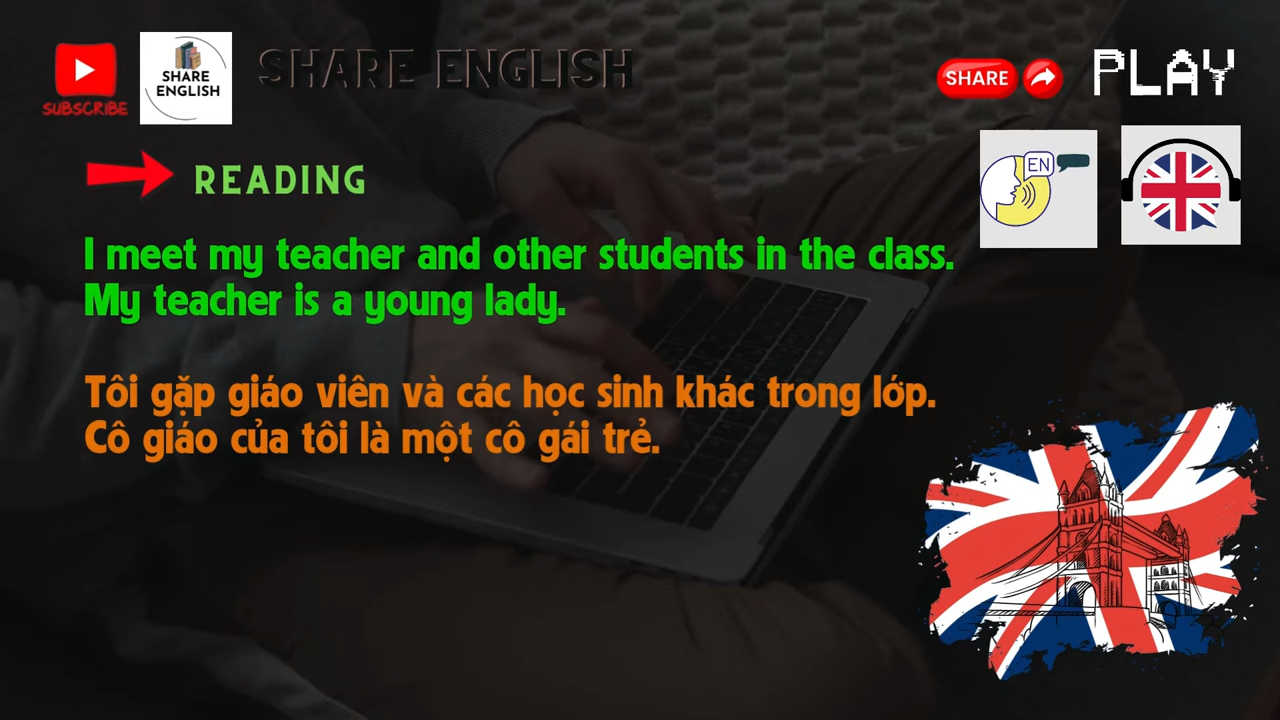 SUBSCRIBE
SHARE
ENGLISH
SHARE ENGLISH
SHARE
PLAY
EN
READING
I meet my teacher and other students in the class.
My teacher is a young lady.
Tôi gặp giáo viên và các học sinh khác trong lớp.
Cô giáo của tôi là một cô gái trẻ.